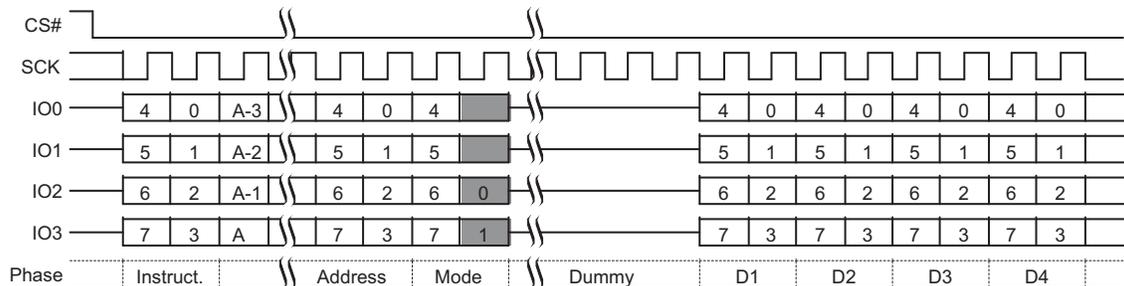 CS#
SCK
IO0 4 0 A-3 4 0 4 4 0 4 0 4 0 4 0
IO1 5 1 A-2 5 1 5 5 1 5 1 5 1 5 1
IO2 6 2 A-1 6 2 6 0 6 2 6 2 6 2 6 2
IO3 7 3 A 7 3 7 1 7 3 7 3 7 3 7 3
Phase Instruct. Address Mode Dummy D1 D2 D3 D4